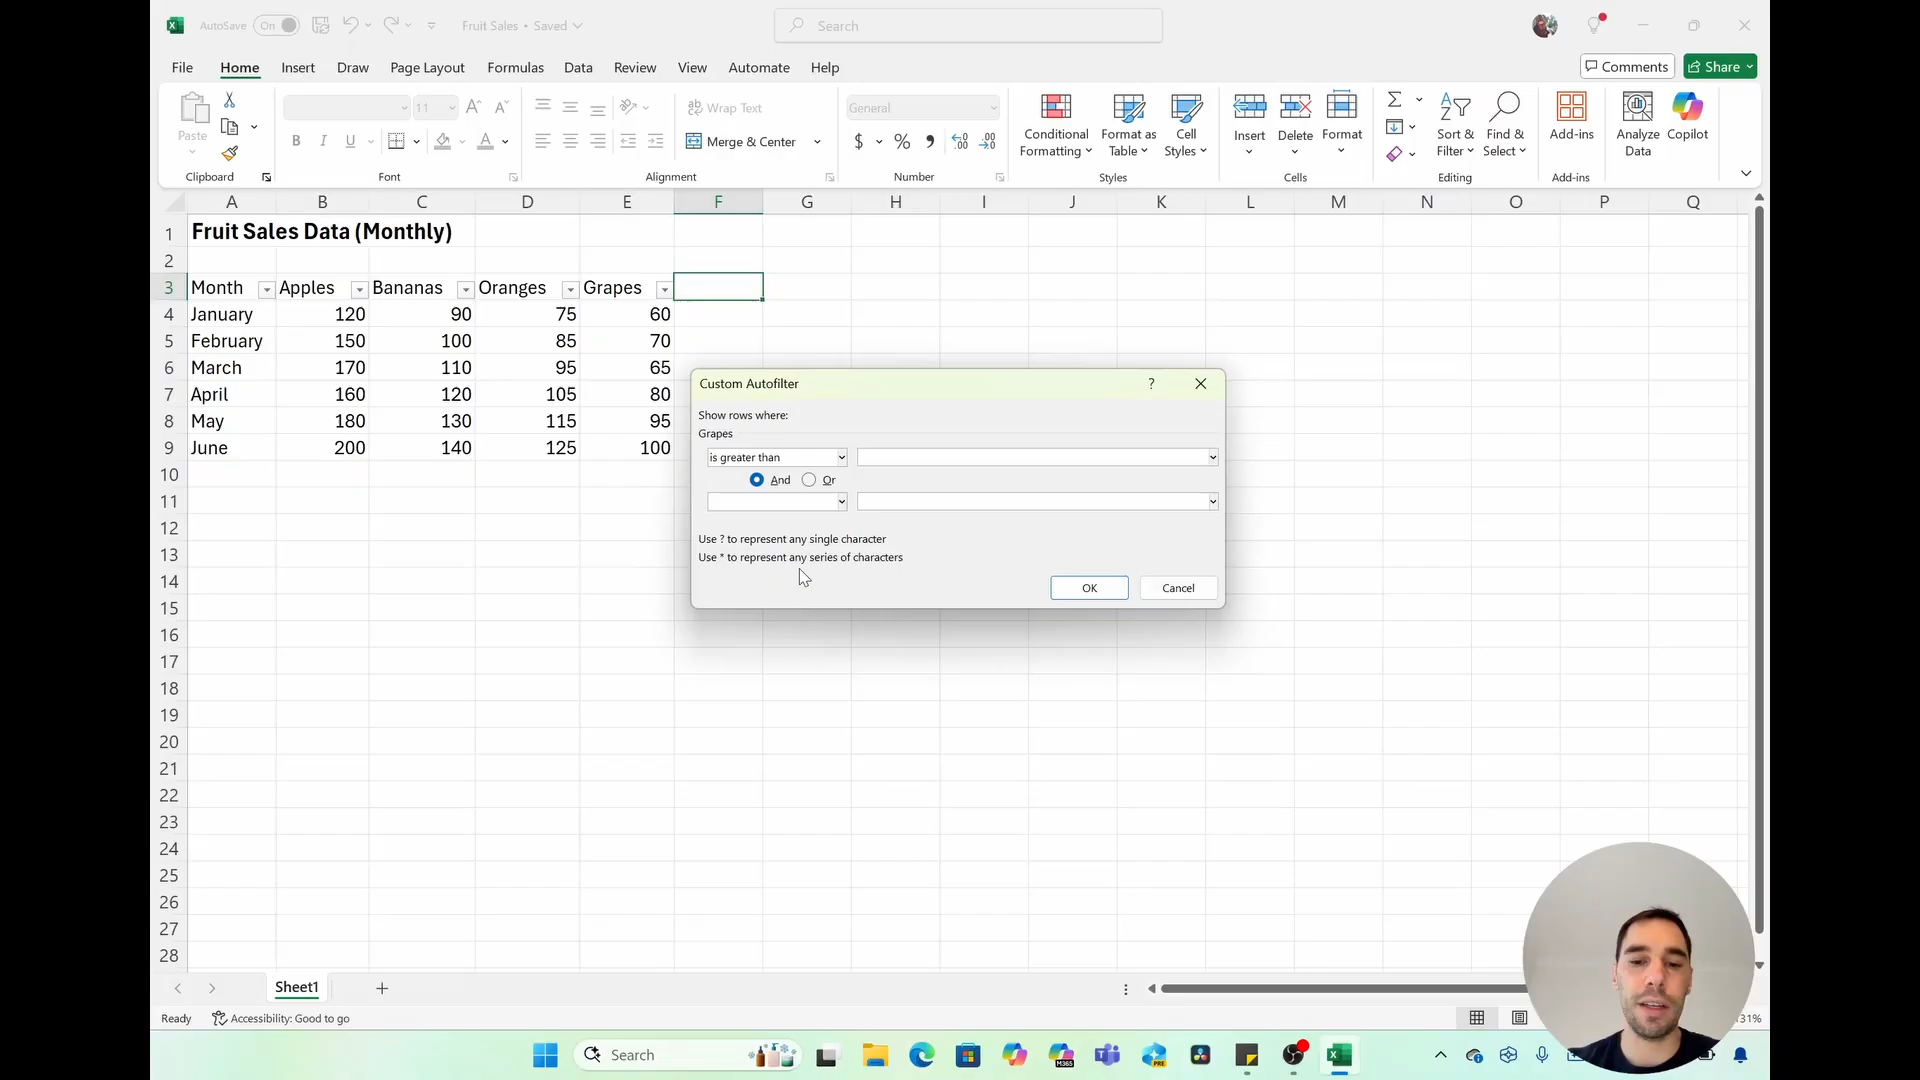 AutoSave On Fruit Sales • Saved Search
File Home Insert Draw Page Layout Formulas Data Review View Automate Help Comments Share
Paste 11 Wrap Text General Conditional Formatting Format as Table Cell Styles Insert Delete Format Sort & Filter Find & Select Add-ins Analyze Data Copilot
B I U Merge & Center $ %
Clipboard Font Alignment Number Styles Cells Editing Add-ins
A B C D E F G H I J K L M N O P Q
1 Fruit Sales Data (Monthly)
2
3 Month Apples Bananas Oranges Grapes
4 January 120 90 75 60
5 February 150 100 85 70
6 March 170 110 95 65
7 April 160 120 105 80
8 May 180 130 115 95
9 June 200 140 125 100
10
11
12
13
14
15
16
17
18
19
20
21
22
23
24
25
26
27
28
Custom Autofilter ?
Show rows where:
Grapes
is greater than
And Or
Use ? to represent any single character
Use * to represent any series of characters
OK Cancel
Sheet1
Ready Accessibility: Good to go 131%
Search